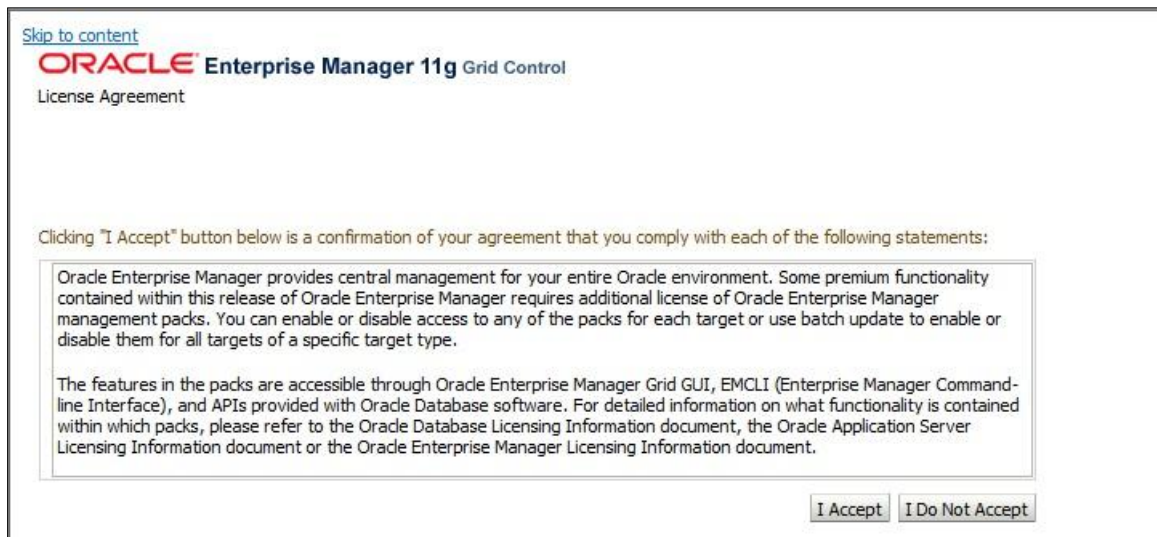 Skip to content
ORACLE Enterprise Manager 11g Grid Control
License Agreement
Clicking "I Accept" button below is a confirmation of your agreement that you comply with each of the following statements:
Oracle Enterprise Manager provides central management for your entire Oracle environment. Some premium functionality
contained within this release of Oracle Enterprise Manager requires additional license of Oracle Enterprise Manager
management packs. You can enable or disable access to any of the packs for each target or use batch update to enable or
disable them for all targets of a specific target type.
The features in the packs are accessible through Oracle Enterprise Manager Grid GUI, EMCLI (Enterprise Manager Command-
line Interface), and APIs provided with Oracle Database software. For detailed information on what functionality is contained
within which packs, please refer to the Oracle Database Licensing Information document, the Oracle Application Server
Licensing Information document or the Oracle Enterprise Manager Licensing Information document.
I Accept I Do Not Accept